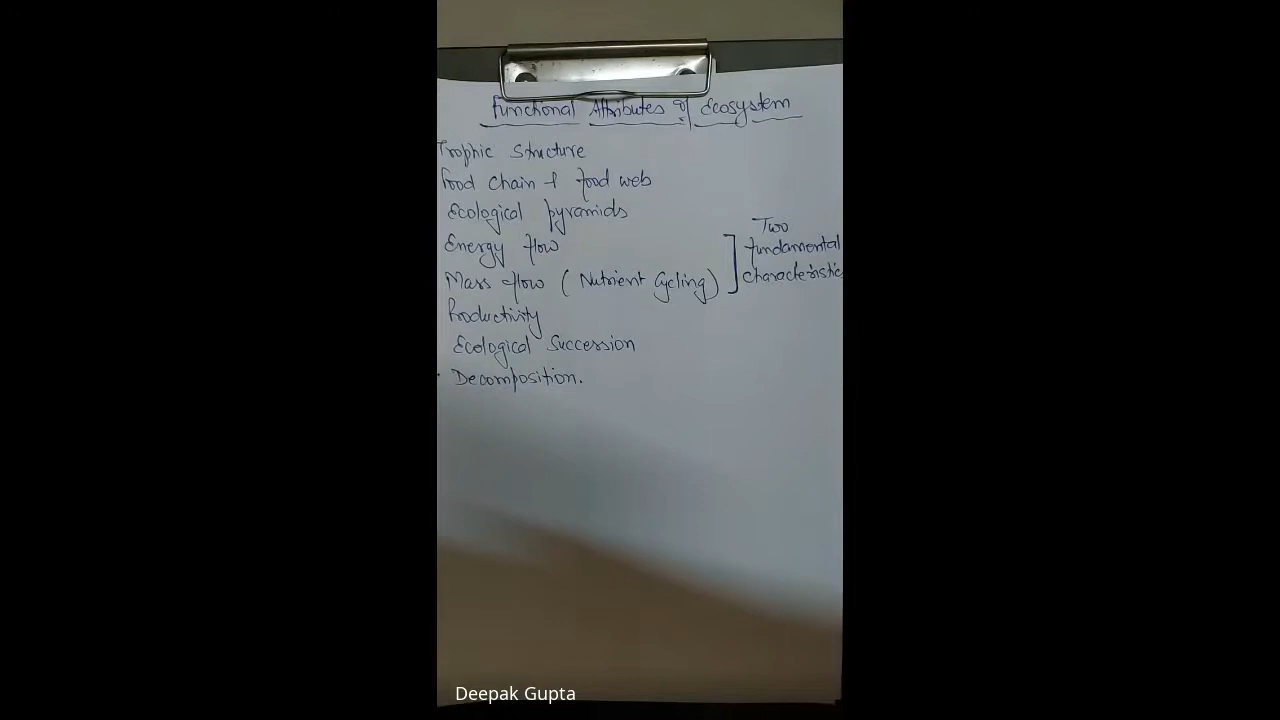 Functional Attributes of Ecosystem
Trophic Structure
Food Chain & food web
Ecological pyramids
Energy flow
Mass flow ( Nutrient Cycling )
Two
fundamental
characteristics
Productivity
Ecological Succession
Decomposition.
Deepak Gupta